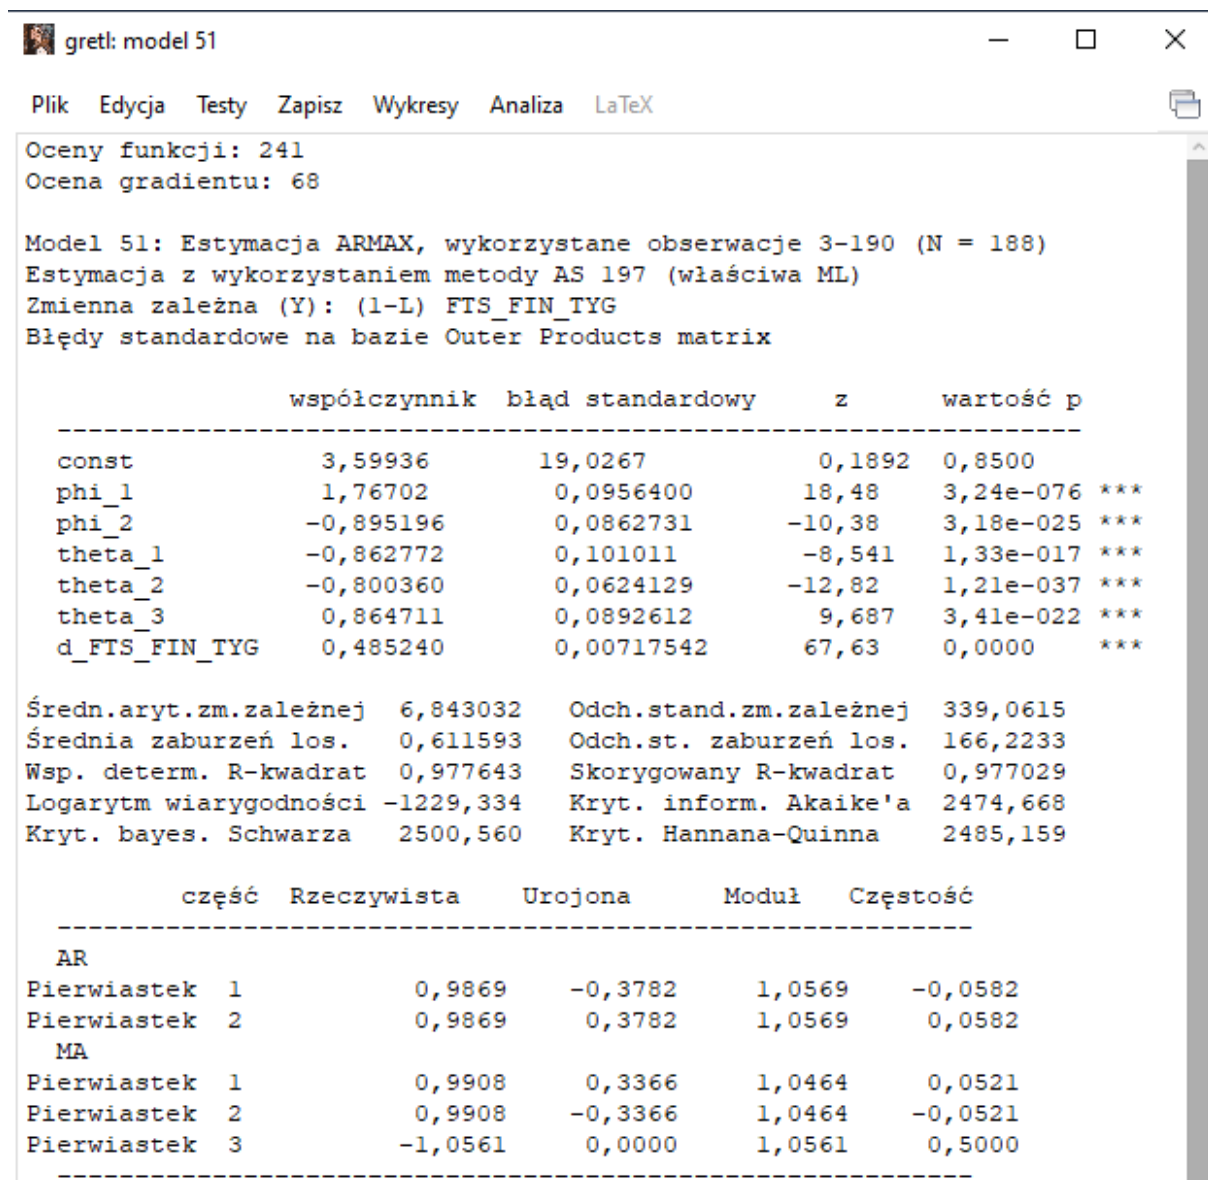 gretl: model 51
Plik Edycja Testy Zapisz Wykresy Analiza LaTeX
Oceny funkcji: 241
Ocena gradientu: 68
Model 51: Estymacja ARMAX, wykorzystane obserwacje 3-190 (N = 188)
Estymacja z wykorzystaniem metody AS 197 (właściwa ML)
Zmienna zależna (Y): (1-L) FTS_FIN_TYG
Błędy standardowe na bazie Outer Products matrix
współczynnik błąd standardowy z wartość p
---------------------------------------------------------------
const 3,59936 19,0267 0,1892 0,8500
phi_1 1,76702 0,0956400 18,48 3,24e-076 ***
phi_2 -0,895196 0,0862731 -10,38 3,18e-025 ***
theta_1 -0,862772 0,101011 -8,541 1,33e-017 ***
theta_2 -0,800360 0,0624129 -12,82 1,21e-037 ***
theta_3 0,864711 0,0892612 9,687 3,41e-022 ***
d_FTS_FIN_TYG 0,485240 0,00717542 67,63 0,0000 ***
Średn.aryt.zm.zależnej 6,843032 Odch.stand.zm.zależnej 339,0615
Średnia zaburzeń los. 0,611593 Odch.st. zaburzeń los. 166,2233
Wsp. determ. R-kwadrat 0,977643 Skorygowany R-kwadrat 0,977029
Logarytm wiarygodności -1229,334 Kryt. inform. Akaike'a 2474,668
Kryt. bayes. Schwarza 2500,560 Kryt. Hannana-Quinna 2485,159
część Rzeczywista Urojona Moduł Częstość
-----------------------------------------------------------
AR
Pierwiastek 1 0,9869 -0,3782 1,0569 -0,0582
Pierwiastek 2 0,9869 0,3782 1,0569 0,0582
MA
Pierwiastek 1 0,9908 0,3366 1,0464 0,0521
Pierwiastek 2 0,9908 -0,3366 1,0464 -0,0521
Pierwiastek 3 -1,0561 0,0000 1,0561 0,5000
-----------------------------------------------------------